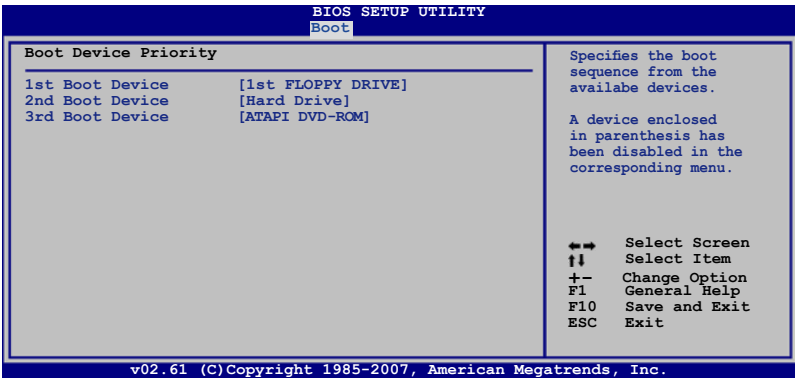 BIOS SETUP UTILITY
Boot
Boot Device Priority
1st Boot Device [1st FLOPPY DRIVE]
2nd Boot Device [Hard Drive]
3rd Boot Device [ATAPI DVD-ROM]
Specifies the boot
sequence from the
availabe devices.
A device enclosed
in parenthesis has
been disabled in the
corresponding menu.
←→ Select Screen
↑↓ Select Item
+- Change Option
F1 General Help
F10 Save and Exit
ESC Exit
v02.61 (C)Copyright 1985-2007, American Megatrends, Inc.